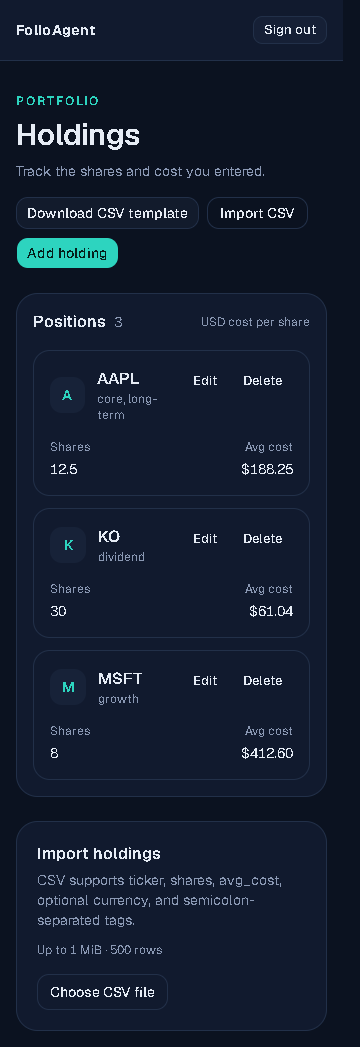 FolioAgent
Sign out
PORTFOLIO
Holdings
Track the shares and cost you entered.
Download CSV template
Import CSV
Add holding
Positions 3
USD cost per share
A
AAPL
core, long-
term
Edit
Delete
Shares
Avg cost
12.5
$188.25
K
KO
dividend
Edit
Delete
Shares
Avg cost
30
$61.04
M
MSFT
growth
Edit
Delete
Shares
Avg cost
8
$412.60
Import holdings
CSV supports ticker, shares, avg_cost,
optional currency, and semicolon-
separated tags.
Up to 1 MiB · 500 rows
Choose CSV file